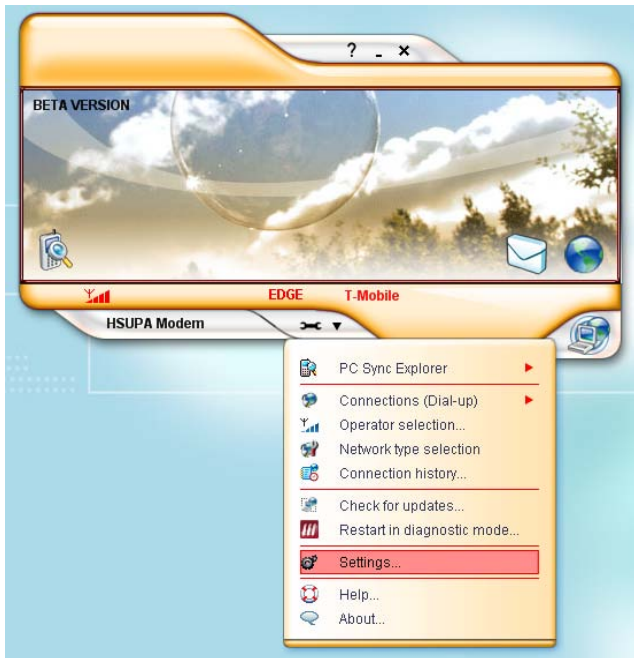 ? - ×
BETA VERSION
EDGE T-Mobile
HSUPA Modem
PC Sync Explorer
Connections (Dial-up)
Operator selection...
Network type selection
Connection history...
Check for updates...
Restart in diagnostic mode...
Settings...
Help...
About...